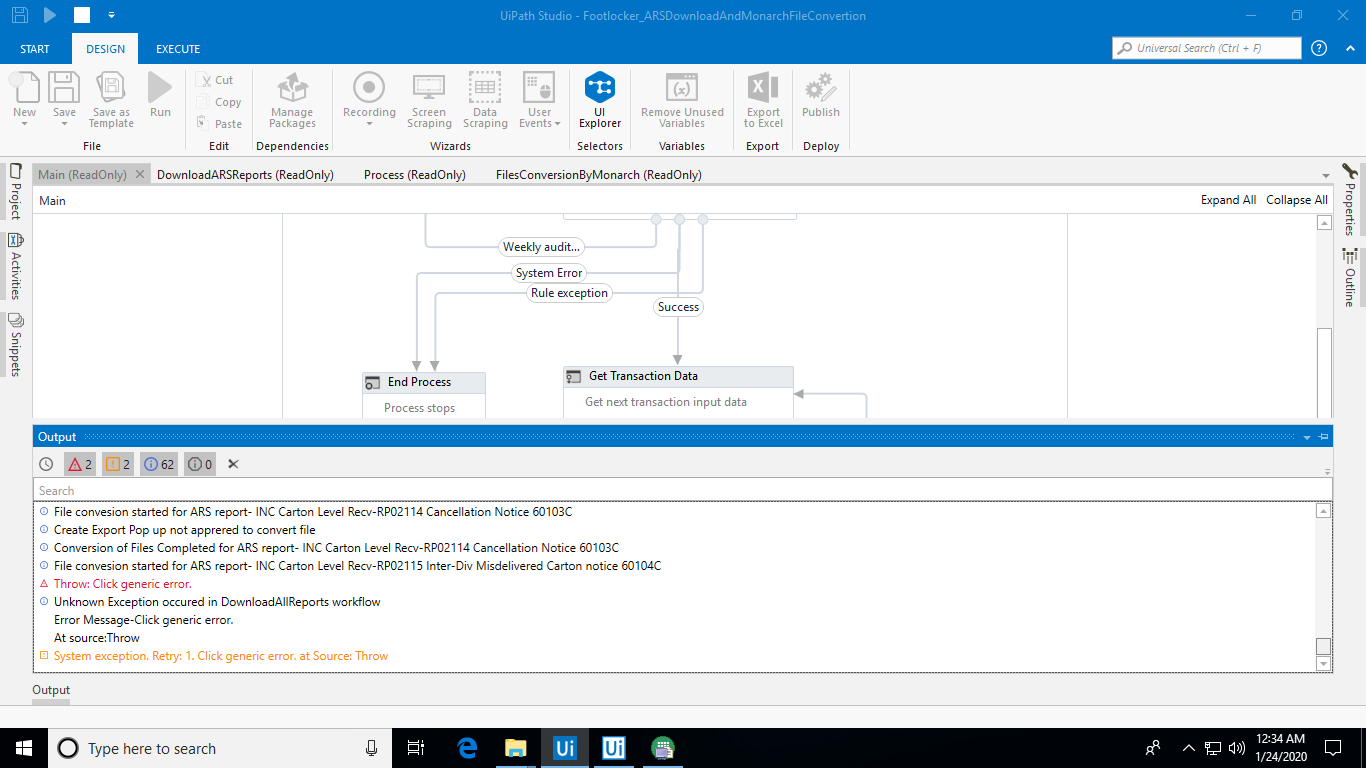 UiPath Studio - Footlocker_ARSDownloadAndMonarchFileConvertion
START DESIGN EXECUTE
Universal Search (Ctrl + F)
New Save Save as Template Run
Cut
Copy
Paste
Manage Packages
Recording Screen Scraping Data Scraping User Events
UI Explorer
Remove Unused Variables
Export to Excel
Publish
File Edit Dependencies Wizards Selectors Variables Export Deploy
Main (ReadOnly) DownloadARSReports (ReadOnly) Process (ReadOnly) FilesConversionByMonarch (ReadOnly)
Project
Activities
Snippets
Properties
Outline
Main Expand All Collapse All
Weekly audit...
System Error
Rule exception
Success
End Process
Process stops
Get Transaction Data
Get next transaction input data
Output
2 2 62 0
Search
File convesion started for ARS report- INC Carton Level Recv-RP02114 Cancellation Notice 60103C
Create Export Pop up not apprered to convert file
Conversion of Files Completed for ARS report- INC Carton Level Recv-RP02114 Cancellation Notice 60103C
File convesion started for ARS report- INC Carton Level Recv-RP02115 Inter-Div Misdelivered Carton notice 60104C
Throw: Click generic error.
Unknown Exception occured in DownloadAllReports workflow
Error Message-Click generic error.
At source:Throw
System exception. Retry: 1. Click generic error. at Source: Throw
Output
Type here to search
Ui
Ui
12:34 AM
1/24/2020